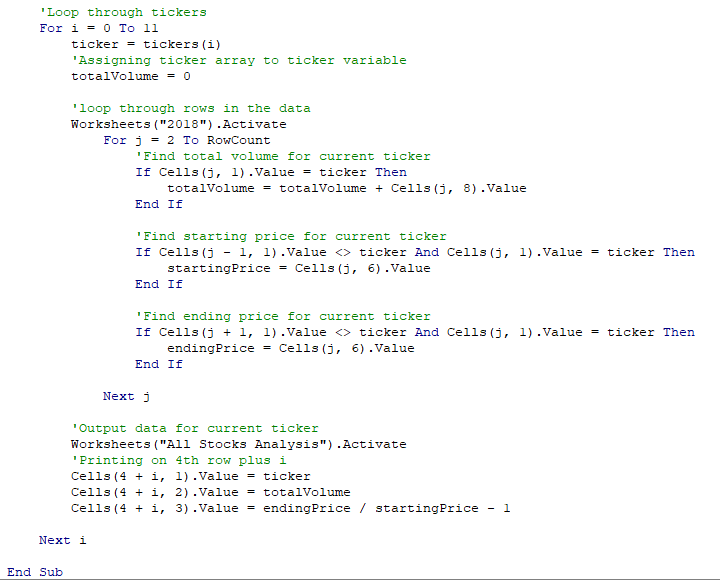 'Loop through tickers
For i = 0 To 11
ticker = tickers(i)
'Assigning ticker array to ticker variable
totalVolume = 0
'loop through rows in the data
Worksheets("2018").Activate
For j = 2 To RowCount
'Find total volume for current ticker
If Cells(j, 1).Value = ticker Then
totalVolume = totalVolume + Cells(j, 8).Value
End If
'Find starting price for current ticker
If Cells(j - 1, 1).Value <> ticker And Cells(j, 1).Value = ticker Then
startingPrice = Cells(j, 6).Value
End If
'Find ending price for current ticker
If Cells(j + 1, 1).Value <> ticker And Cells(j, 1).Value = ticker Then
endingPrice = Cells(j, 6).Value
End If
Next j
'Output data for current ticker
Worksheets("All Stocks Analysis").Activate
'Printing on 4th row plus i
Cells(4 + i, 1).Value = ticker
Cells(4 + i, 2).Value = totalVolume
Cells(4 + i, 3).Value = endingPrice / startingPrice - 1
Next i
End Sub